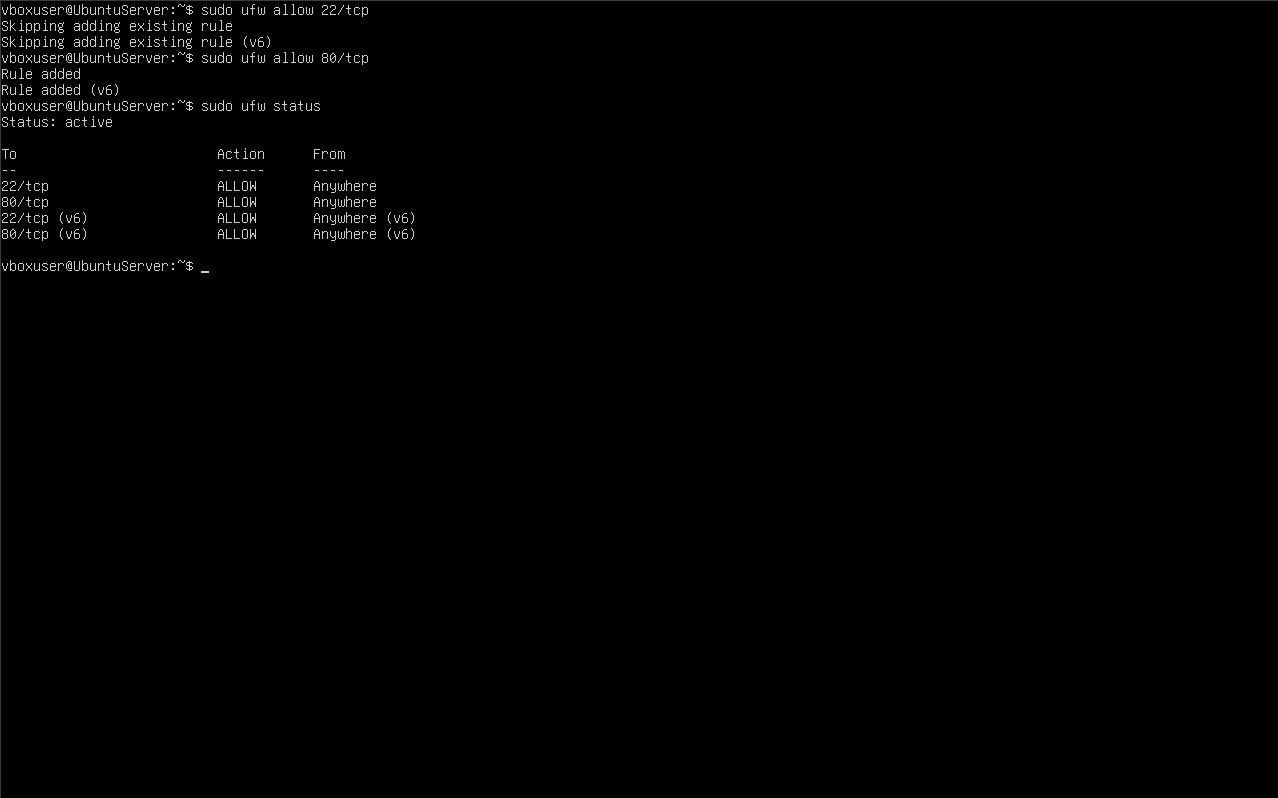 vboxuser@UbuntuServer:~$ sudo ufw allow 22/tcp
Skipping adding existing rule
Skipping adding existing rule (v6)
vboxuser@UbuntuServer:~$ sudo ufw allow 80/tcp
Rule added
Rule added (v6)
vboxuser@UbuntuServer:~$ sudo ufw status
Status: active

To                         Action      From
--                         ------      ----
22/tcp                     ALLOW       Anywhere
80/tcp                     ALLOW       Anywhere
22/tcp (v6)                ALLOW       Anywhere (v6)
80/tcp (v6)                ALLOW       Anywhere (v6)

vboxuser@UbuntuServer:~$ _